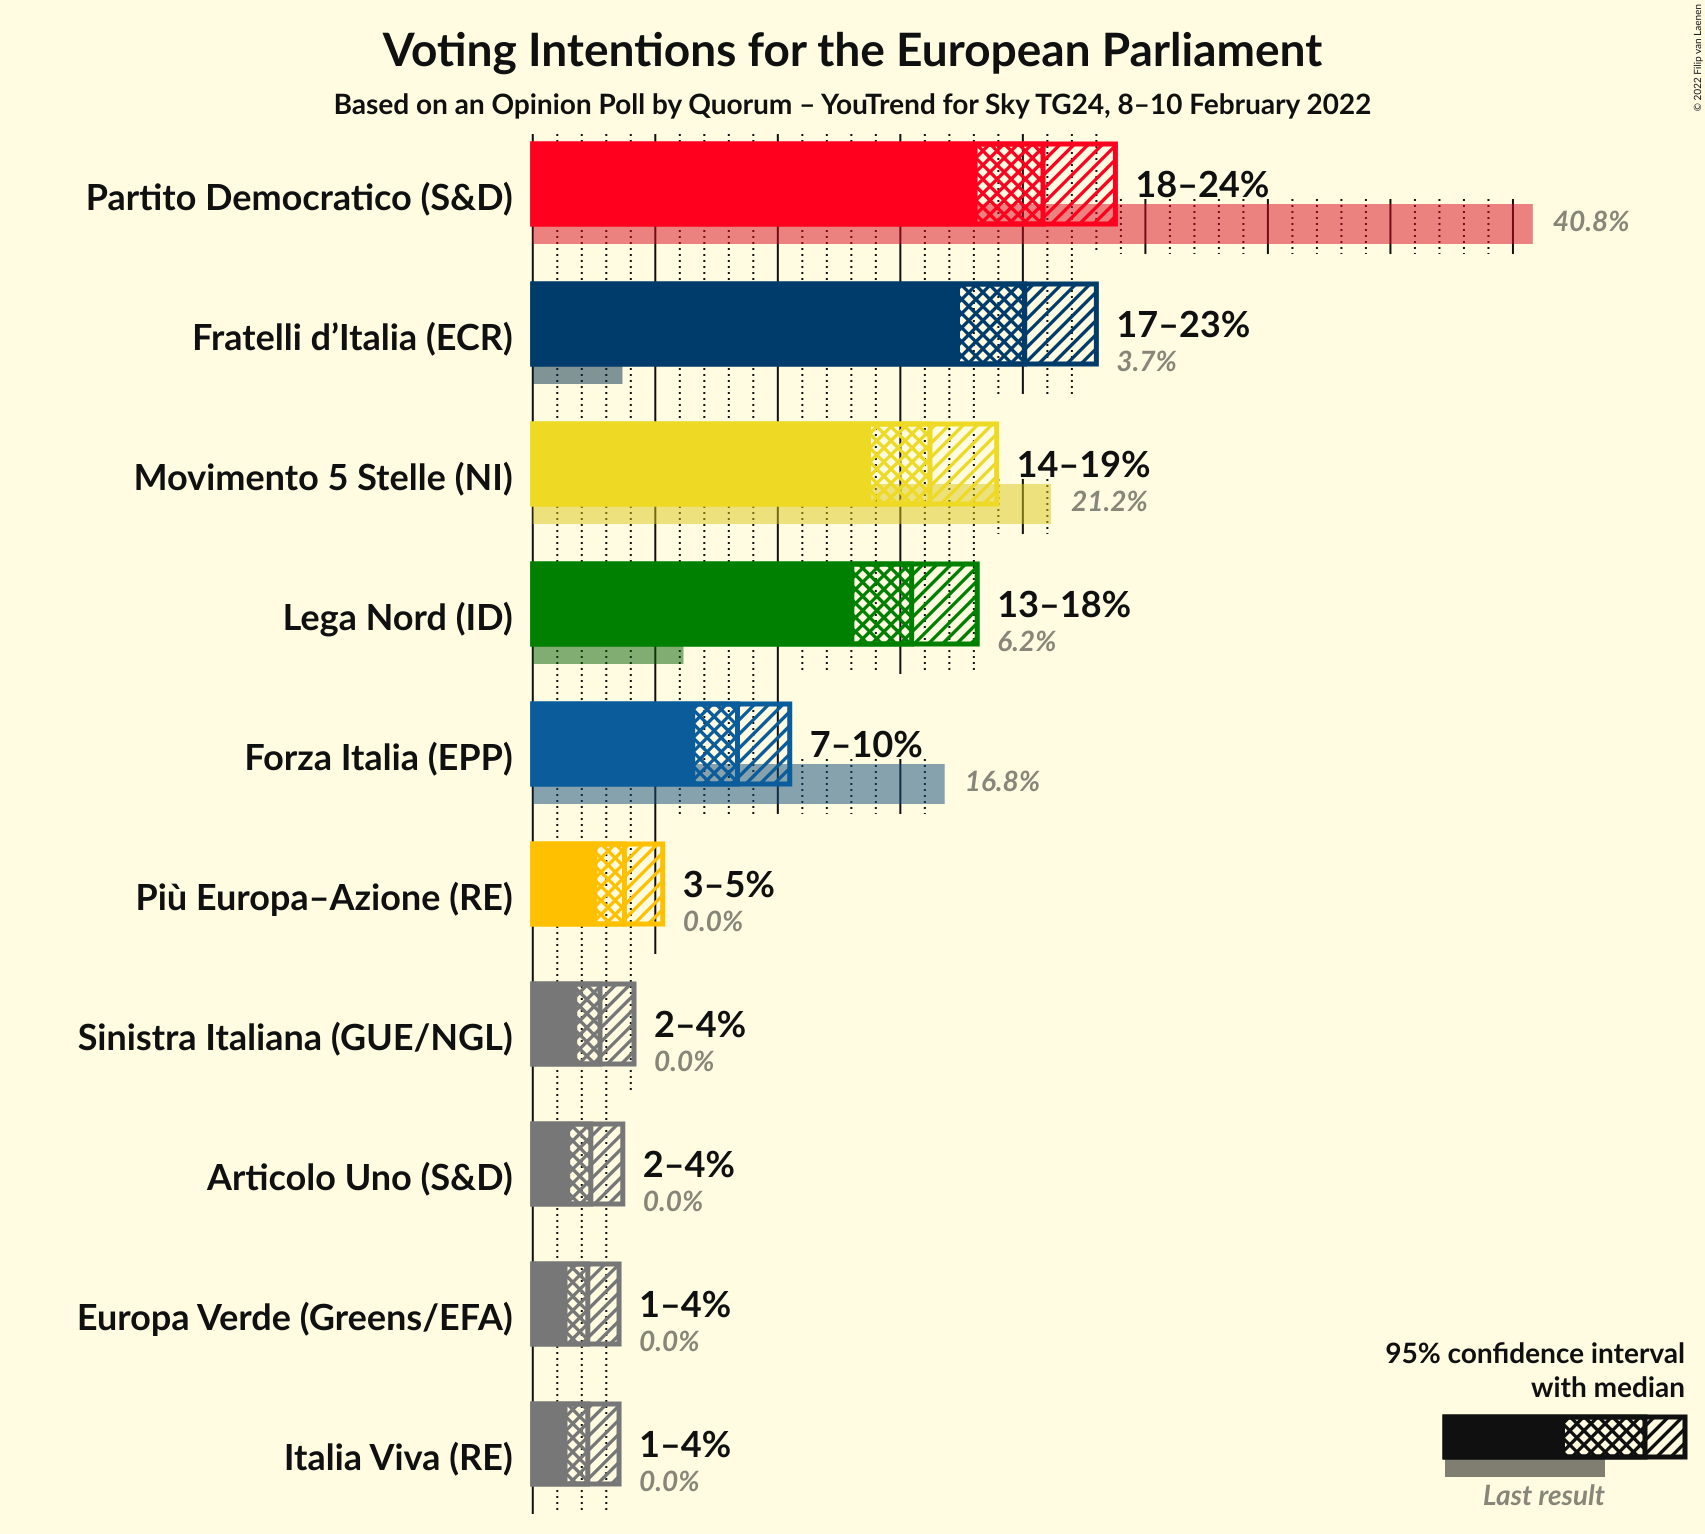 Voting Intentions for the European Parliament
Based on an Opinion Poll by Quorum – YouTrend for Sky TG24, 8–10 February 2022
© 2022 Filip van Laenen
Partito Democratico (S&D)
18–24%
40.8%
Fratelli d’Italia (ECR)
17–23%
3.7%
Movimento 5 Stelle (NI)
14–19%
21.2%
Lega Nord (ID)
13–18%
6.2%
Forza Italia (EPP)
7–10%
16.8%
Più Europa–Azione (RE)
3–5%
0.0%
Sinistra Italiana (GUE/NGL)
2–4%
0.0%
Articolo Uno (S&D)
2–4%
0.0%
Europa Verde (Greens/EFA)
1–4%
0.0%
Italia Viva (RE)
1–4%
0.0%
95% confidence interval
with median
Last result